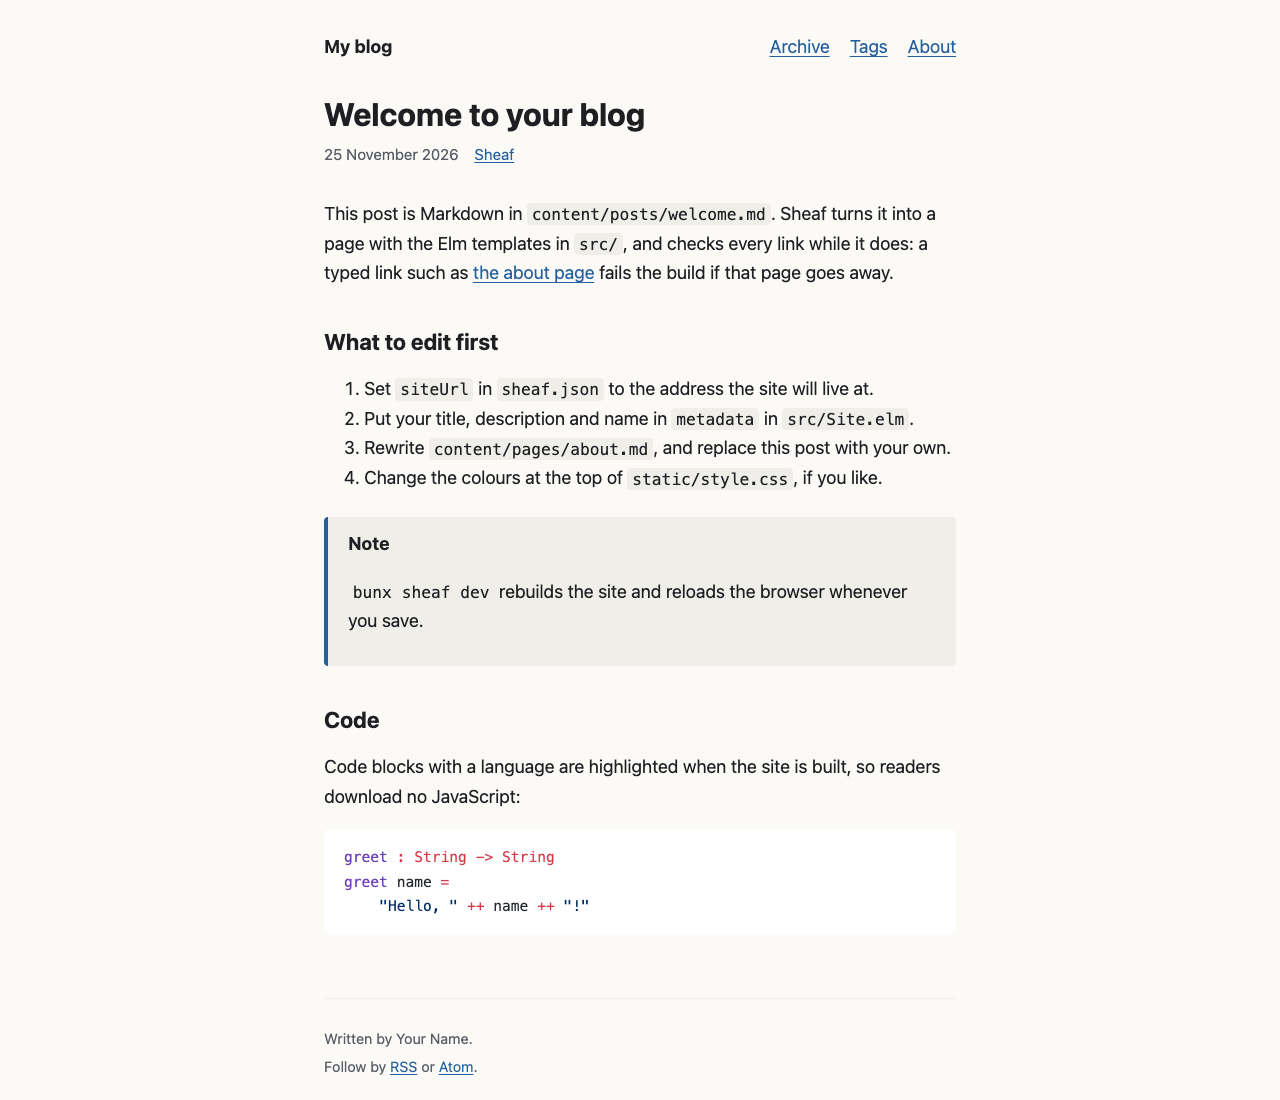 My blog
Archive Tags About
Welcome to your blog
25 November 2026 Sheaf
This post is Markdown in content/posts/welcome.md. Sheaf turns it into a
page with the Elm templates in src/, and checks every link while it does: a
typed link such as the about page fails the build if that page goes away.
What to edit first
1. Set siteUrl in sheaf.json to the address the site will live at.
2. Put your title, description and name in metadata in src/Site.elm.
3. Rewrite content/pages/about.md, and replace this post with your own.
4. Change the colours at the top of static/style.css, if you like.
Note
bunx sheaf dev rebuilds the site and reloads the browser whenever
you save.
Code
Code blocks with a language are highlighted when the site is built, so readers
download no JavaScript:
greet : String -> String
greet name =
    "Hello, " ++ name ++ "!"
Written by Your Name.
Follow by RSS or Atom.